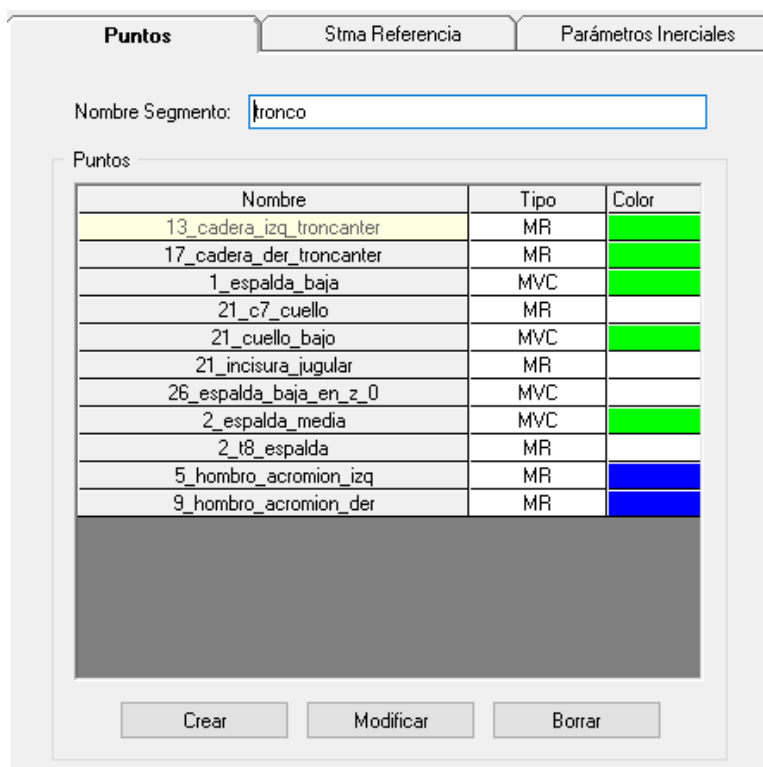 Puntos Stma Referencia Parámetros Inerciales
Nombre Segmento: tronco
Puntos
Nombre Tipo Color
13_cadera_izq_troncanter MR
17_cadera_der_troncanter MR
1_espalda_baja MVC
21_c7_cuello MR
21_cuello_bajo MVC
21_incisura_jugular MR
26_espalda_baja_en_z_0 MVC
2_espalda_media MVC
2_t8_espalda MR
5_hombro_acromion_izq MR
9_hombro_acromion_der MR
Crear Modificar Borrar